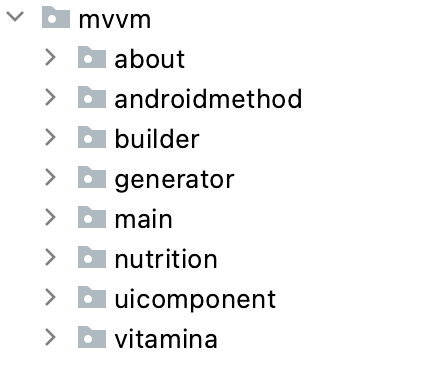 mvvm
about
androidmethod
builder
generator
main
nutrition
uicomponent
vitamina